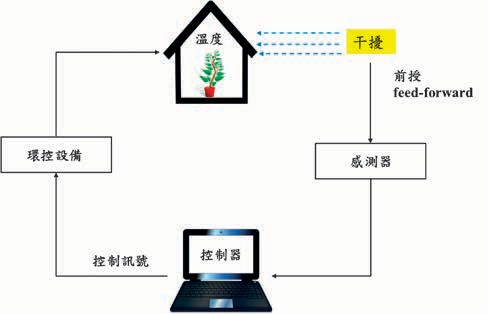 溫度
干擾
前授
feed-forward
環控設備
感測器
控制器
控制訊號